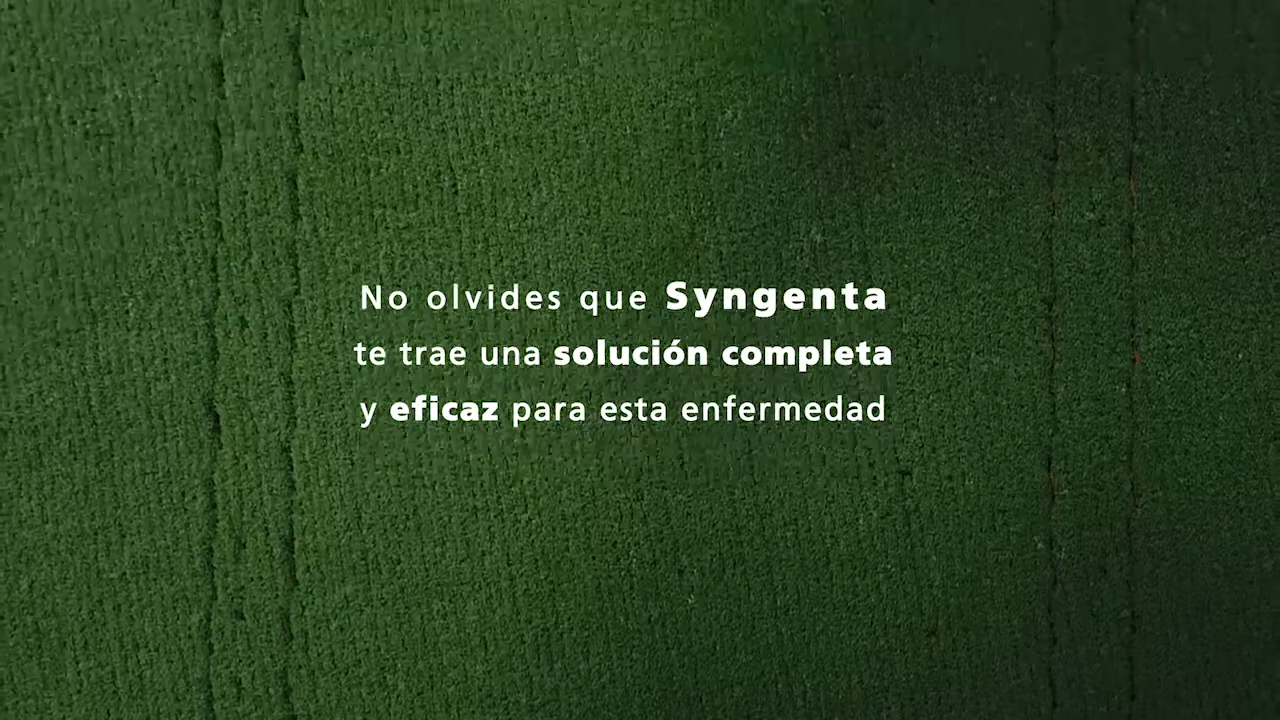 No olvides que Syngenta
te trae una solución completa
y eficaz para esta enfermedad